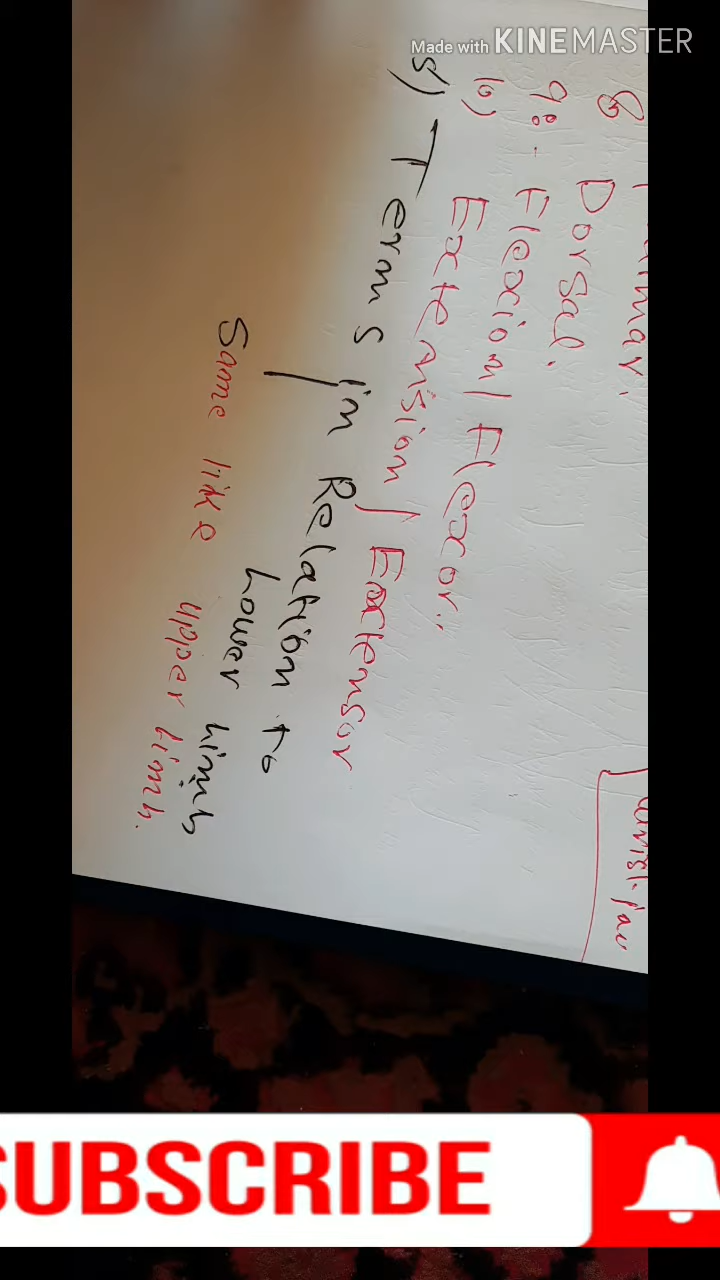 Made with KINEMASTER
8
9:- Dorsal.
10) Flexion/Flexor.
Extension/Extensor
5) Terms in Relation to
Lower limb
Same like upper limb.
SUBSCRIBE